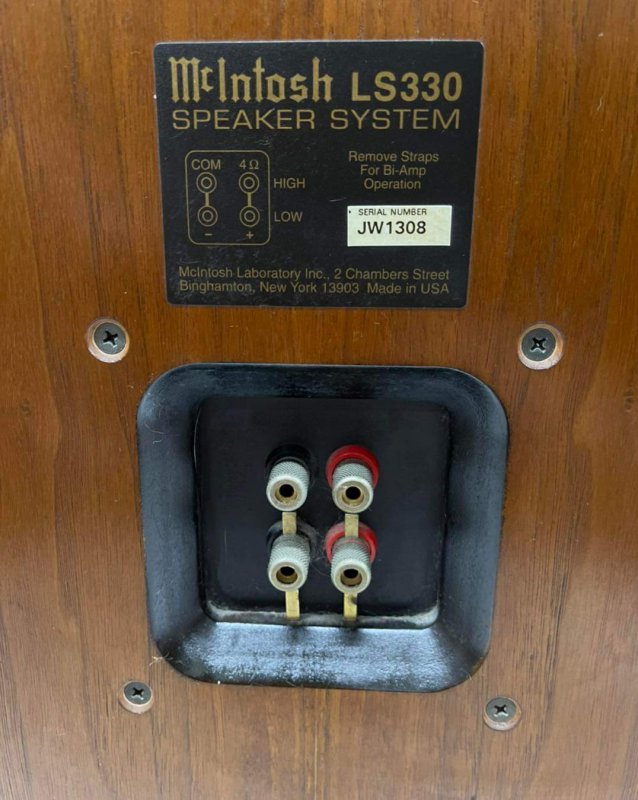 McIntosh LS330
SPEAKER SYSTEM
COM 4Ω
HIGH
LOW
- +
Remove Straps
For Bi-Amp
Operation
SERIAL NUMBER
JW1308
McIntosh Laboratory Inc., 2 Chambers Street
Binghamton, New York 13903 Made in USA